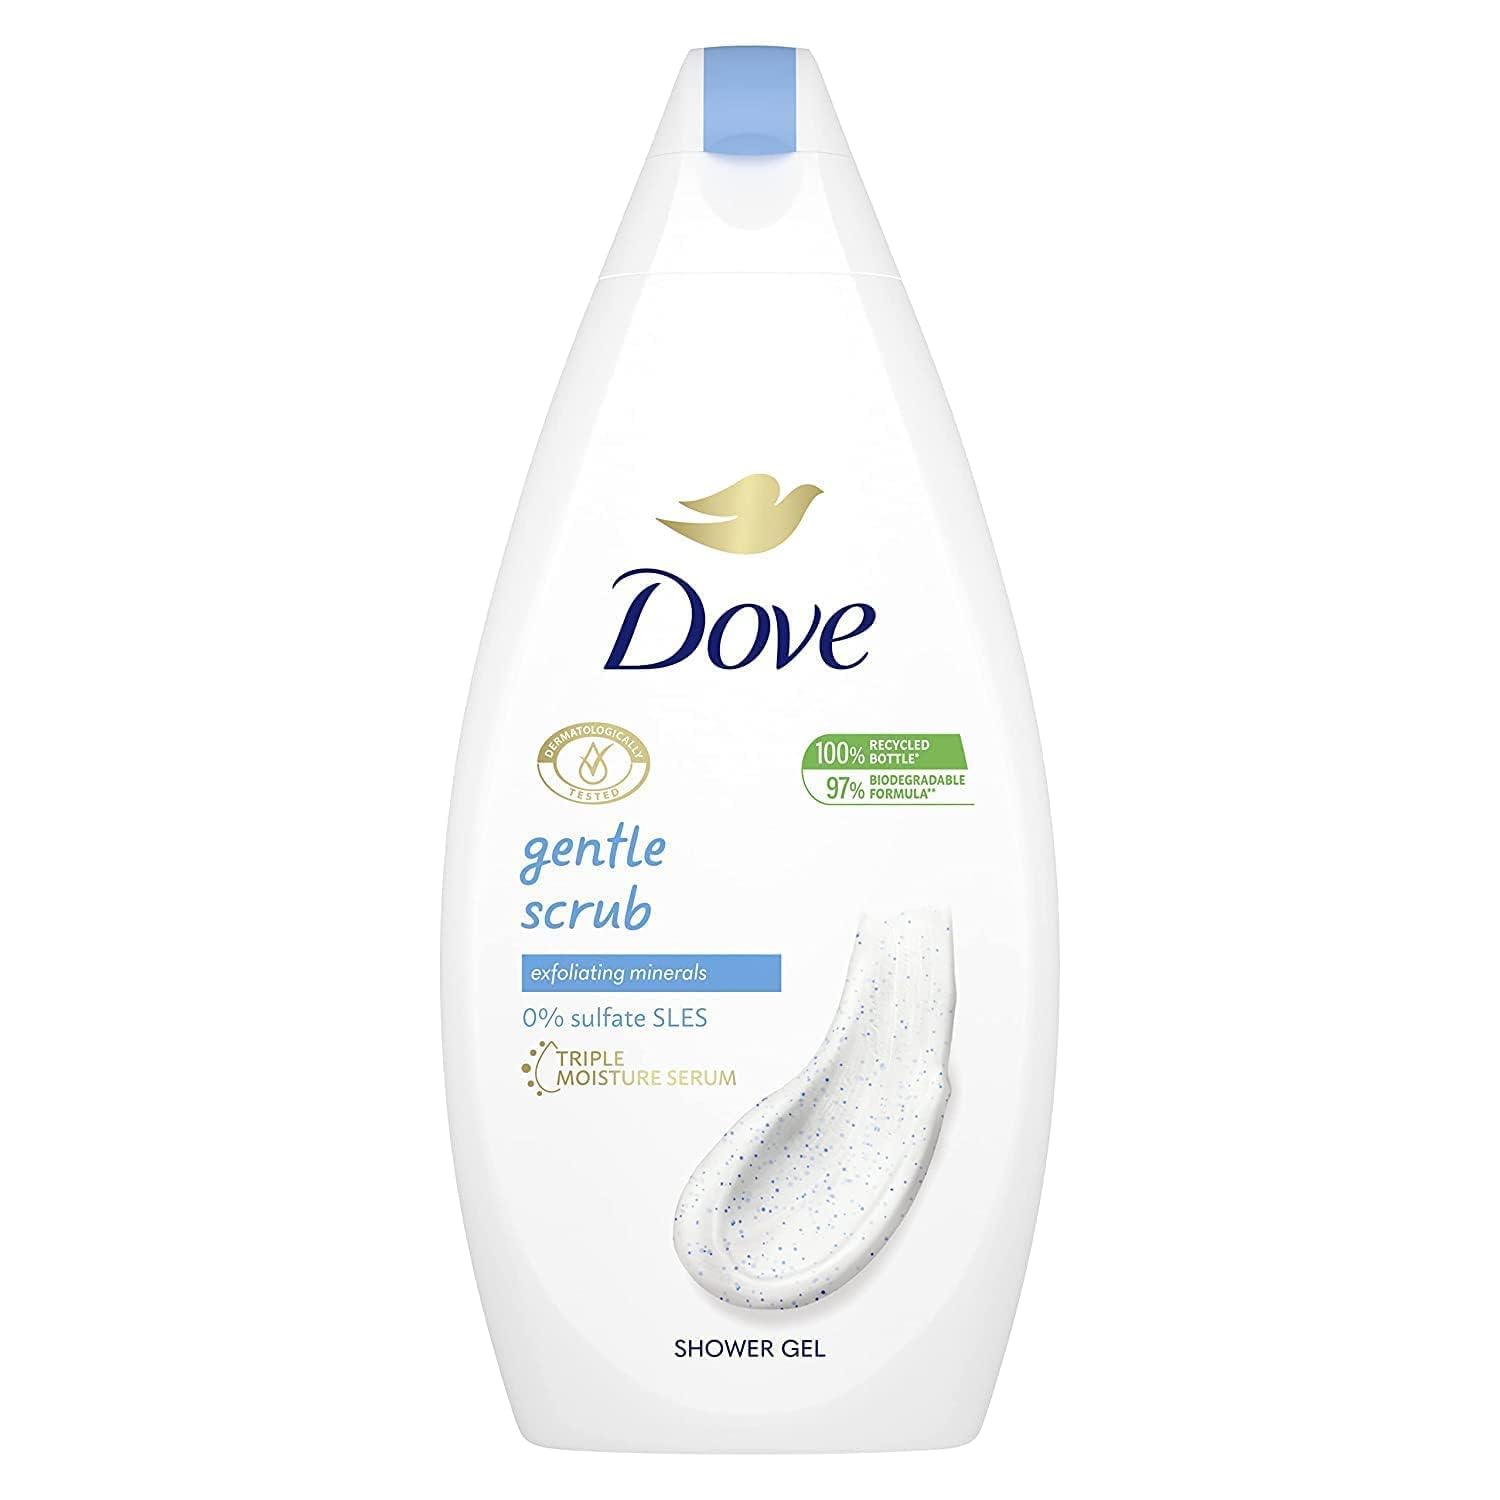 Dove
DERMATOLOGICALLY
TESTED
100% RECYCLED
BOTTLE*
97% BIODEGRADABLE
FORMULA**
gentle
scrub
exfoliating minerals
0% sulfate SLES
TRIPLE
MOISTURE SERUM
SHOWER GEL